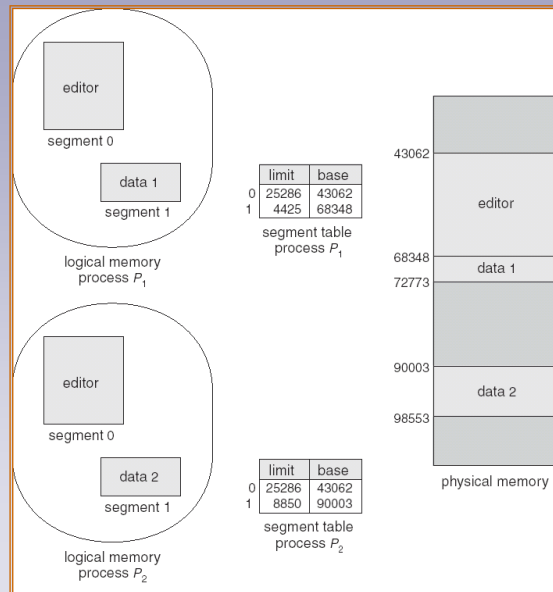 editor
segment 0
data 1
segment 1
logical memory
process P1
limit base
0 25286 43062
1 4425 68348
segment table
process P1
editor
segment 0
data 2
segment 1
logical memory
process P2
limit base
0 25286 43062
1 8850 90003
segment table
process P2
43062
editor
68348
data 1
72773
90003
data 2
98553
physical memory